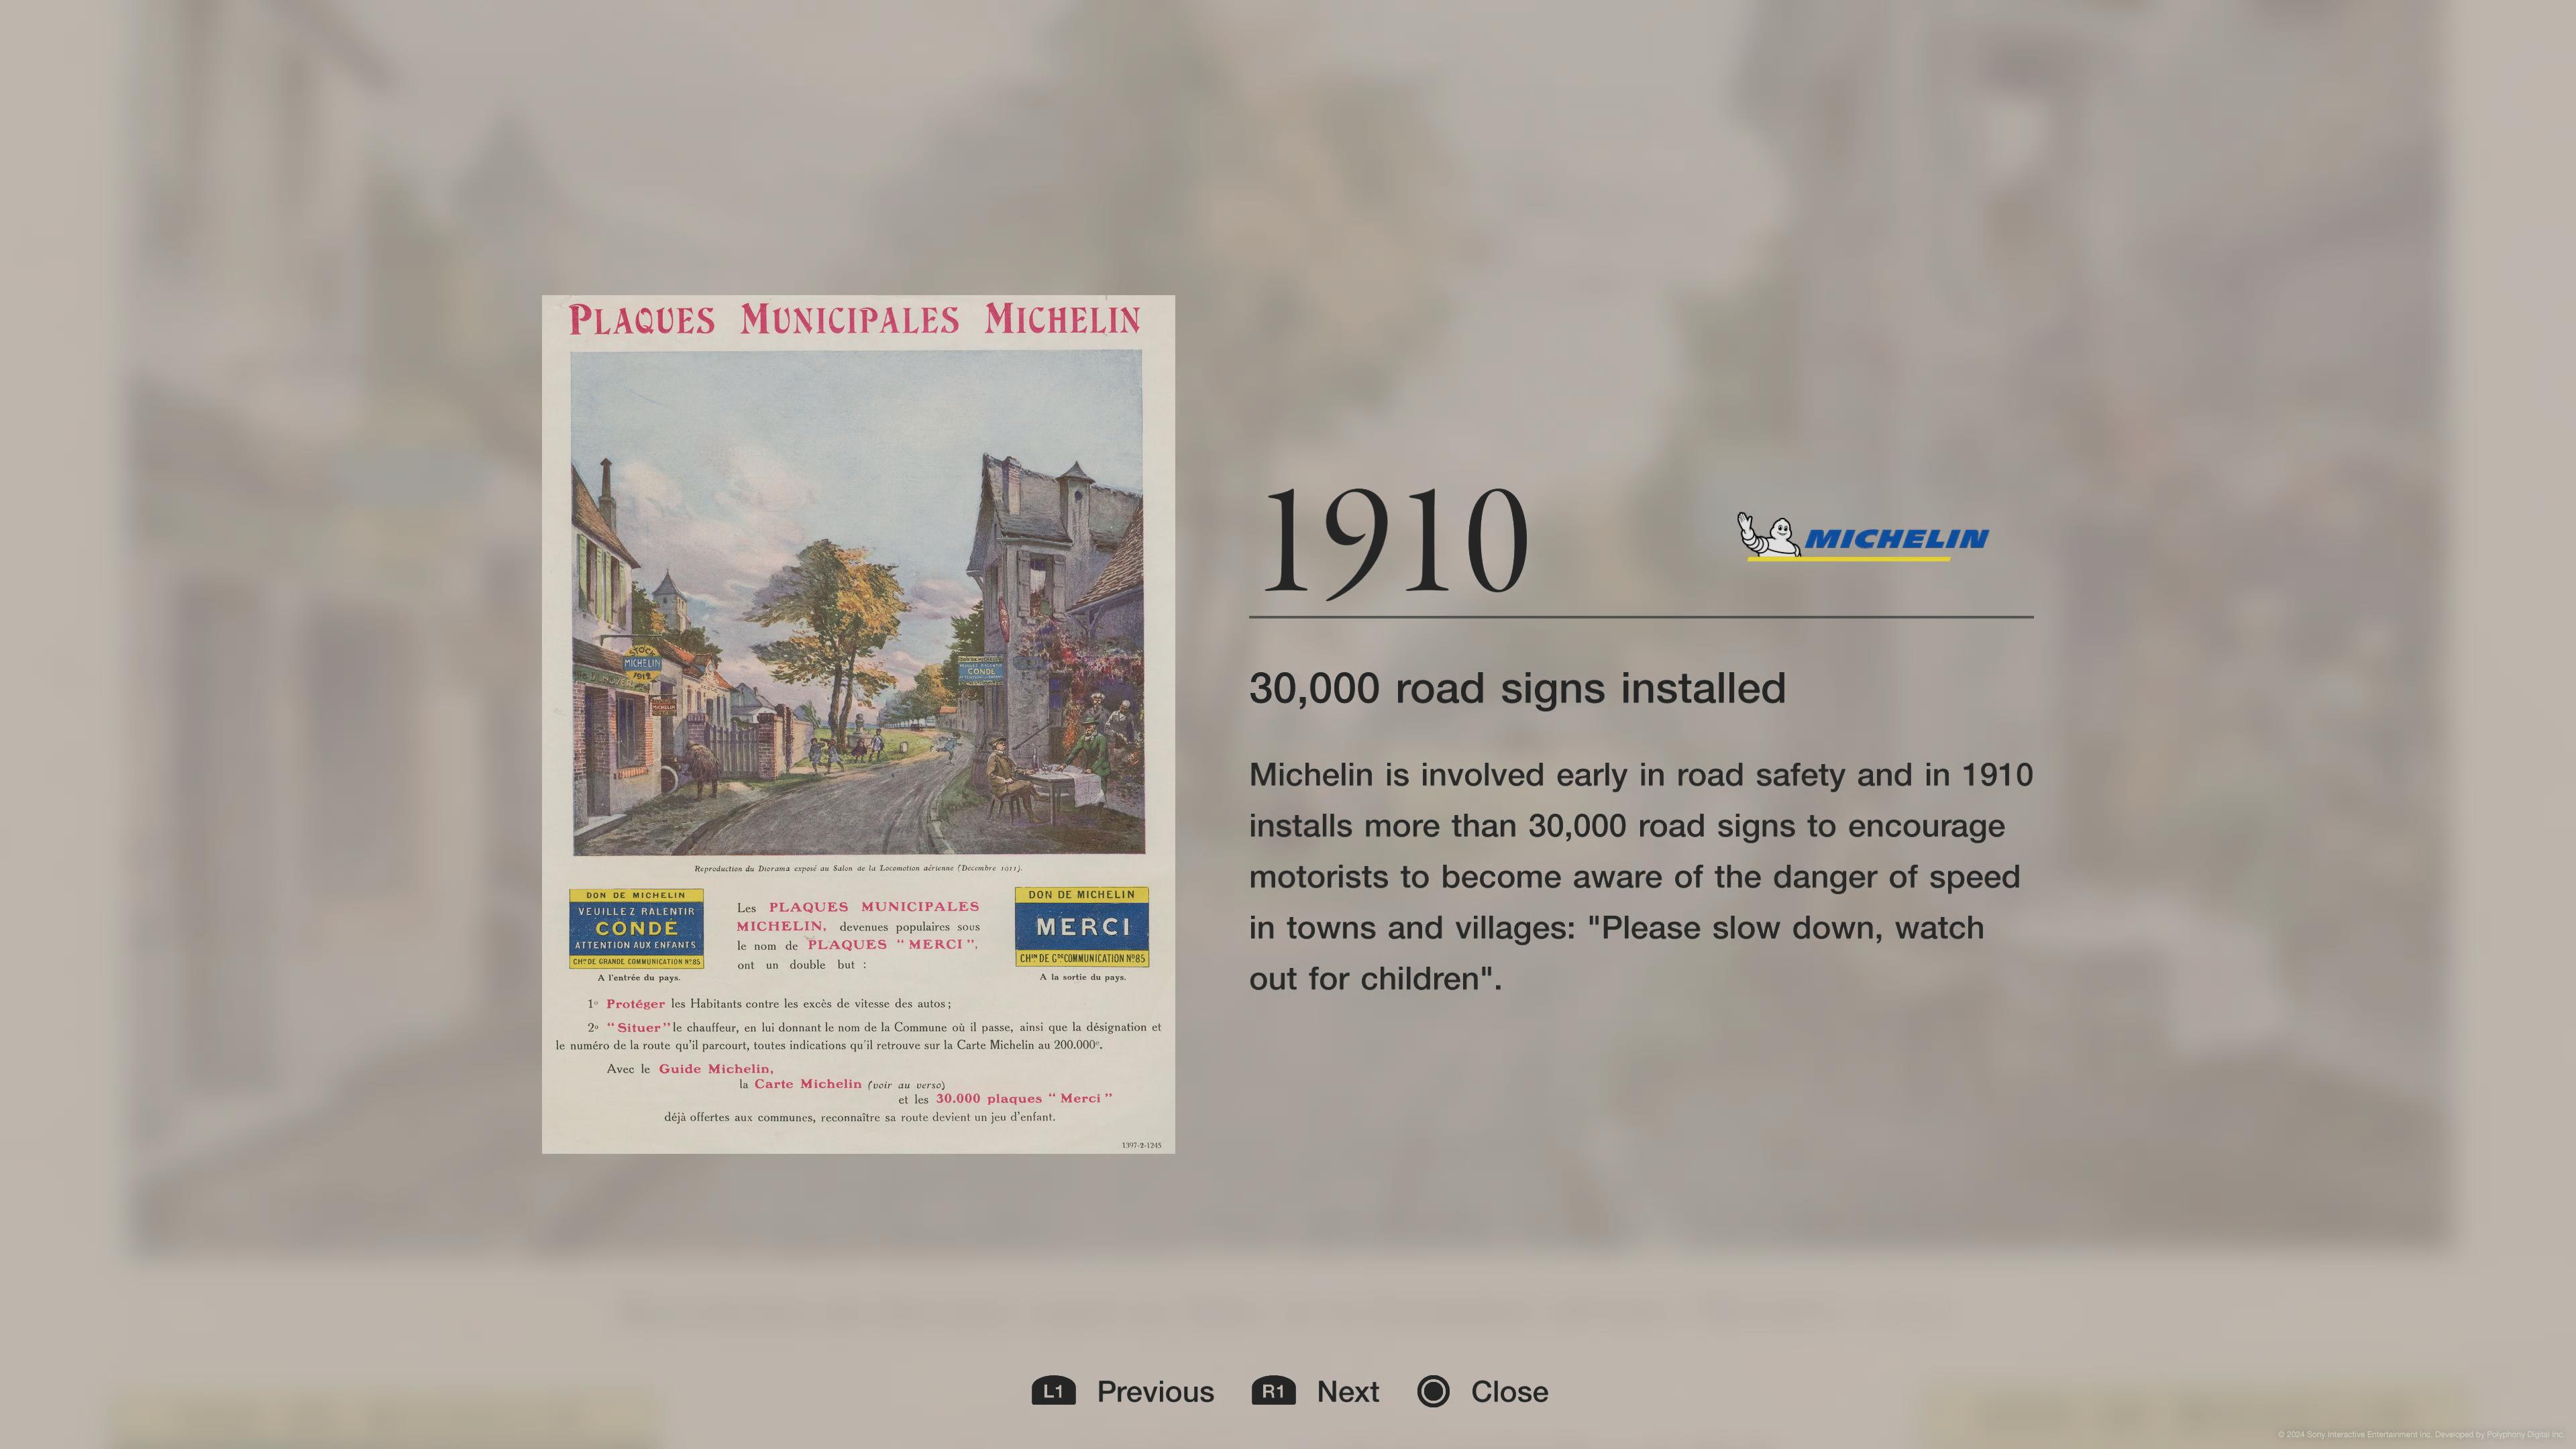 PLAQUES MUNICIPALES MICHELIN
STOCK
MICHELIN
1912
MICHELIN
CONDÉ
Reproduction du Diorama exposé au Salon de la Locomotion aérienne (Décembre 1911).
DON DE MICHELIN
VEUILLEZ RALENTIR
CONDÉ
ATTENTION AUX ENFANTS
CHIN DE GRANDE COMMUNICATION N°85
A l'entrée du pays.
Les PLAQUES MUNICIPALES
MICHELIN, devenues populaires sous
le nom de PLAQUES “MERCI”,
ont un double but :
DON DE MICHELIN
MERCI
CHIN DE GDE COMMUNICATION N°85
A la sortie du pays.
1° Protéger les Habitants contre les excès de vitesse des autos;
2° “Situer” le chauffeur, en lui donnant le nom de la Commune où il passe, ainsi que la désignation et
le numéro de la route qu'il parcourt, toutes indications qu'il retrouve sur la Carte Michelin au 200.000e.
Avec le Guide Michelin,
la Carte Michelin (voir au verso)
et les 30.000 plaques “Merci”
déjà offertes aux communes, reconnaître sa route devient un jeu d'enfant.
1397-2-1245
1910
MICHELIN
30,000 road signs installed
Michelin is involved early in road safety and in 1910
installs more than 30,000 road signs to encourage
motorists to become aware of the danger of speed
in towns and villages: "Please slow down, watch
out for children".
L1 Previous R1 Next Close
© 2024 Sony Interactive Entertainment Inc. Developed by Polyphony Digital Inc.